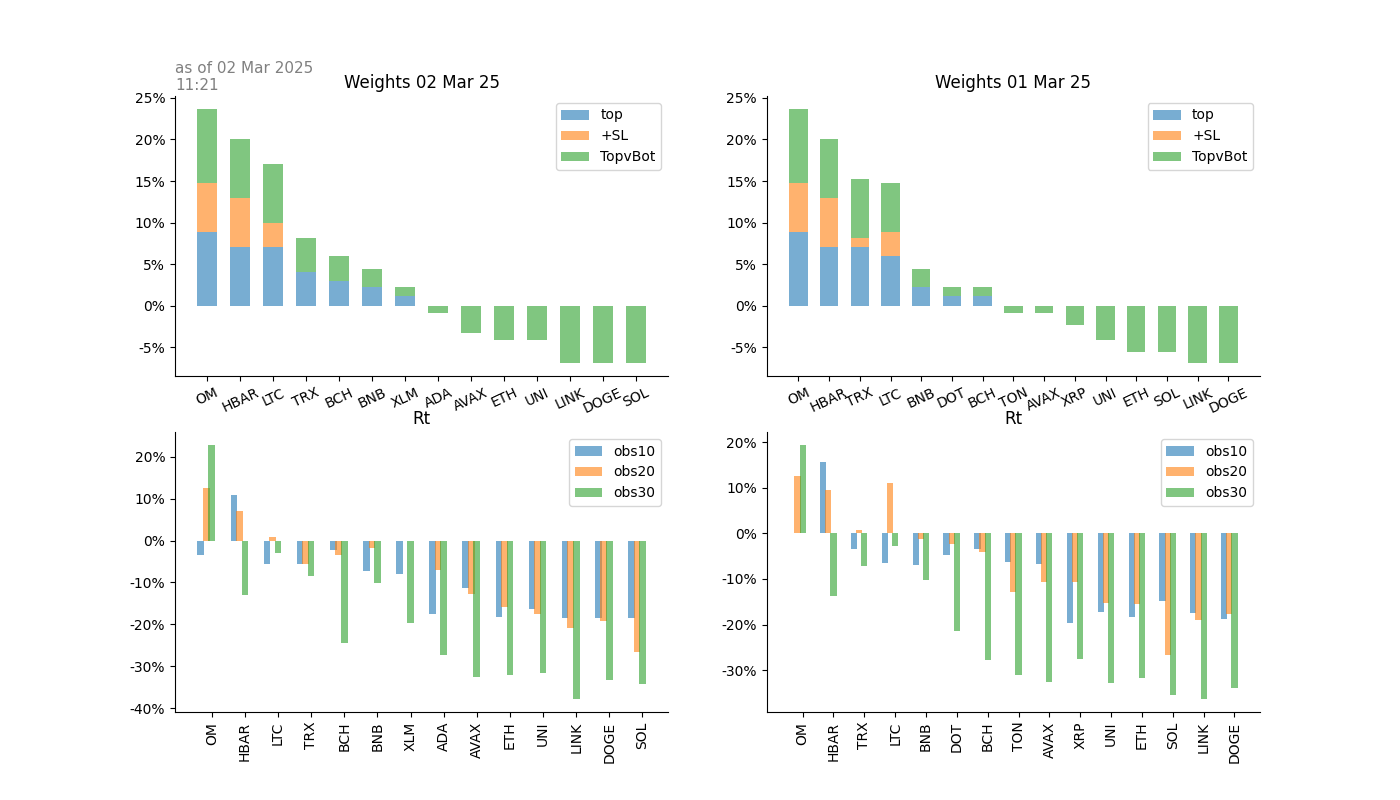 as of 02 Mar 2025
11:21
Weights 02 Mar 25
25%
20%
15%
10%
5%
0%
-5%
top
+SL
TopvBot
OM HBAR LTC TRX BCH BNB XLM ADA AVAX ETH UNI LINK DOGE SOL
Weights 01 Mar 25
25%
20%
15%
10%
5%
0%
-5%
top
+SL
TopvBot
OM HBAR TRX LTC BNB DOT BCH TON AVAX XRP UNI ETH SOL LINK DOGE
Rt
20%
10%
0%
-10%
-20%
-30%
-40%
obs10
obs20
obs30
OM HBAR LTC TRX BCH BNB XLM ADA AVAX ETH UNI LINK DOGE SOL
Rt
20%
10%
0%
-10%
-20%
-30%
obs10
obs20
obs30
OM HBAR TRX LTC BNB DOT BCH TON AVAX XRP UNI ETH SOL LINK DOGE